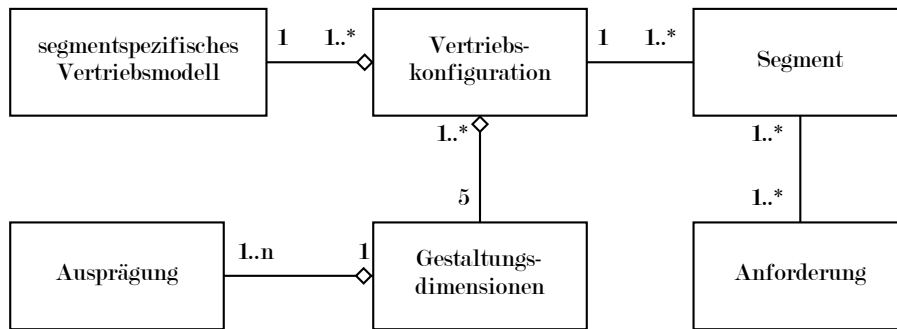 segmentspezifisches
Vertriebsmodell
1
1..*
Vertriebs-
konfiguration
1
1..*
Segment
1..*
5
1..*
1..*
Ausprägung
1..n
1
Gestaltungs-
dimensionen
Anforderung